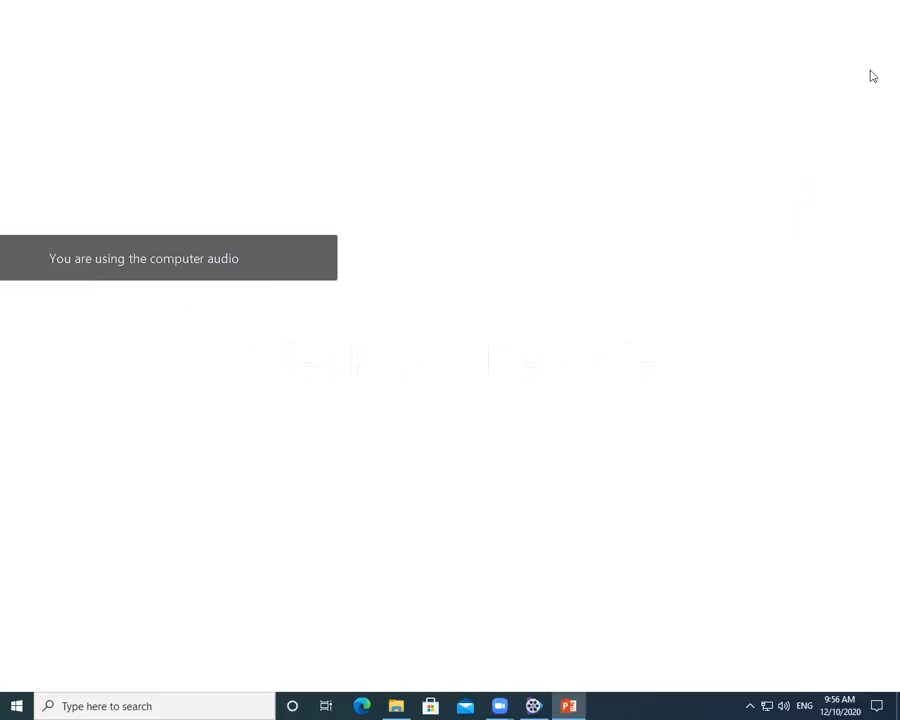 You are using the computer audio
Type here to search
ENG
9:56 AM
12/10/2020